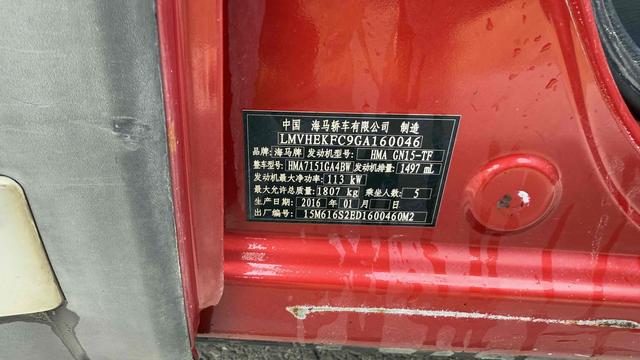 中国 海马轿车有限公司 制造
LMVHEKFC9GA160046
品牌: 海马牌 发动机型号: HMA GN15-TF
整车型号: HMA7151GA4BW 发动机排量: 1497 mL
发动机最大净功率: 113 kW
最大允许总质量: 1807 kg 乘坐人数: 5
生产日期: 2016 年 01 月 日
出厂编号: 15M616S2ED1600460M2